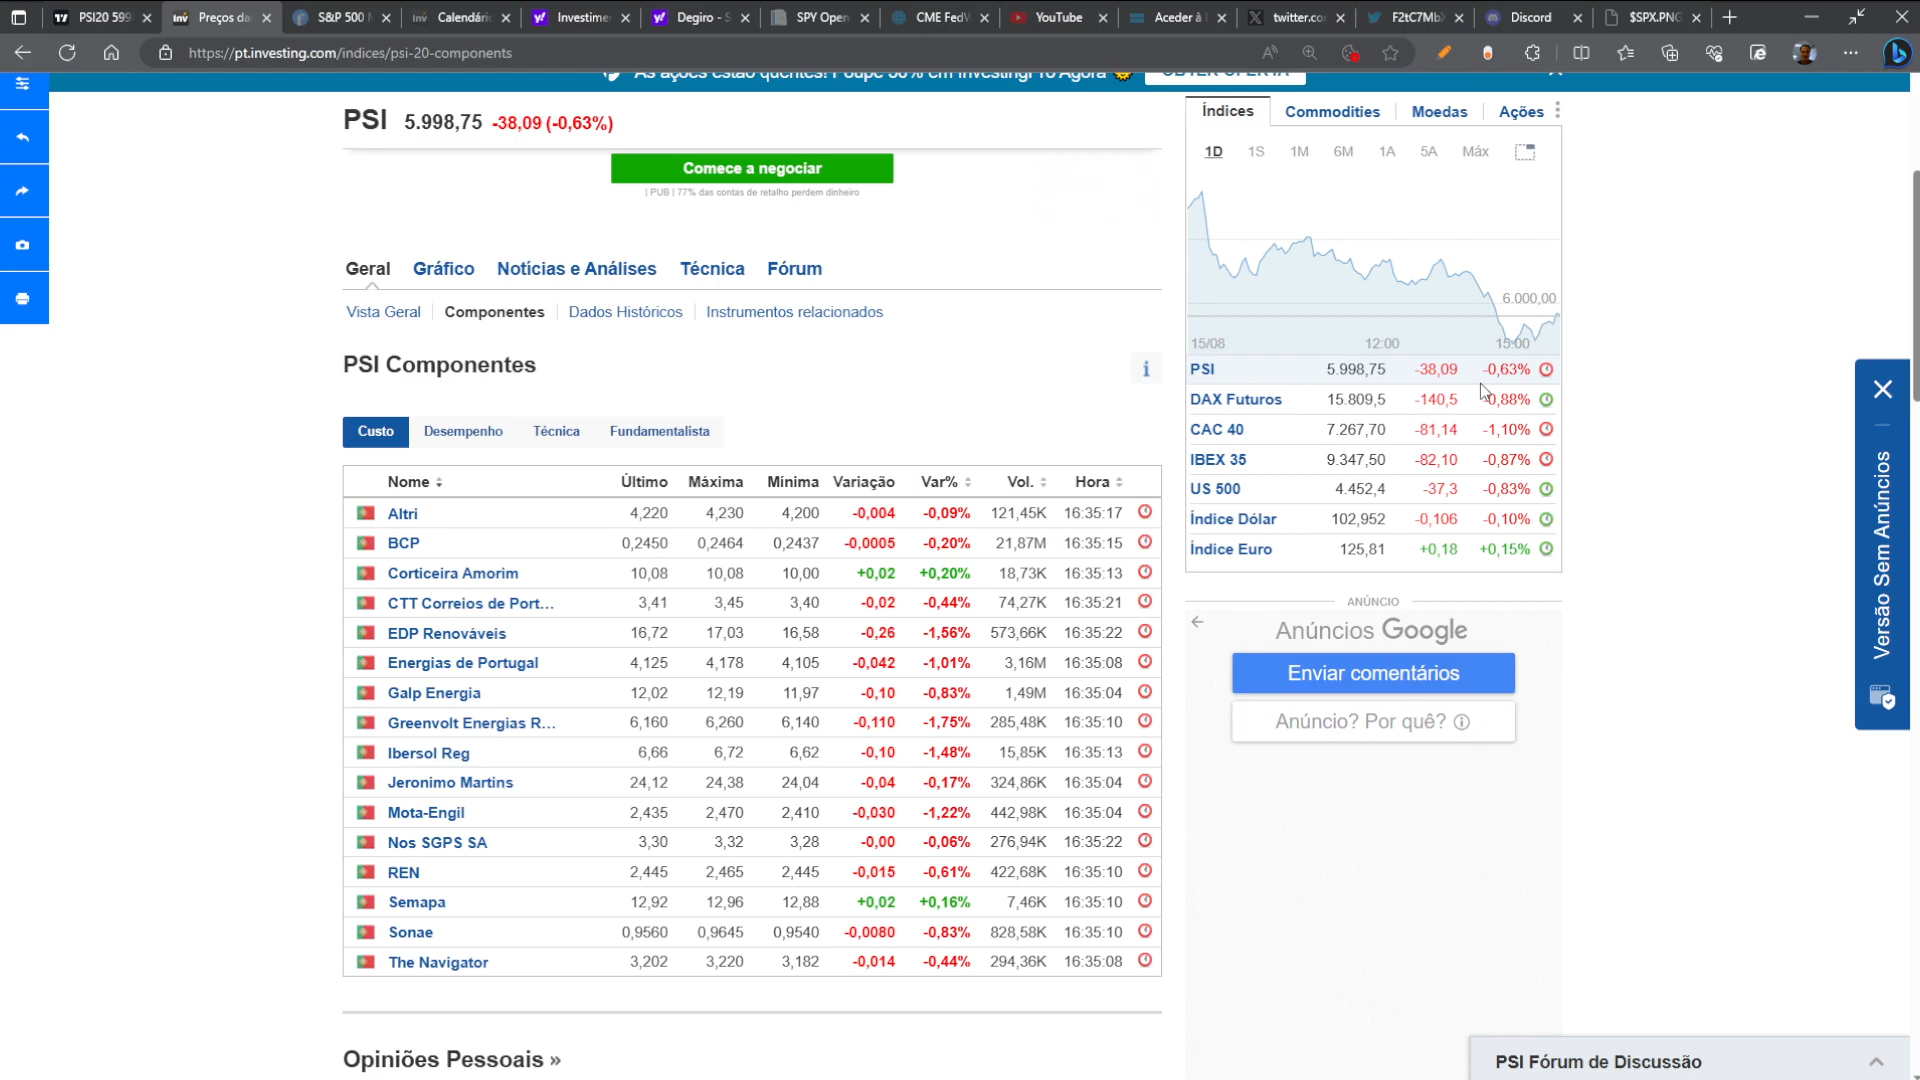 PSI20 599
Preços da
S&P 500
Calendári
Investime
Degiro - S
SPY Open
CME FedW
YouTube
Aceder à
twitter.co
F2tC7Mb
Discord
$SPX.PNG
https://pt.investing.com/indices/psi-20-components
PSI 5.998,75 -38,09 (-0,63%)
Comece a negociar
| PUB | 77% das contas de retalho perdem dinheiro
Geral Gráfico Notícias e Análises Técnica Fórum
Vista Geral Componentes Dados Históricos Instrumentos relacionados
PSI Componentes
Custo Desempenho Técnica Fundamentalista
Nome Último Máxima Mínima Variação Var% Vol. Hora
Altri 4,220 4,230 4,200 -0,004 -0,09% 121,45K 16:35:17
BCP 0,2450 0,2464 0,2437 -0,0005 -0,20% 21,87M 16:35:15
Corticeira Amorim 10,08 10,08 10,00 +0,02 +0,20% 18,73K 16:35:13
CTT Correios de Port... 3,41 3,45 3,40 -0,02 -0,44% 74,27K 16:35:21
EDP Renováveis 16,72 17,03 16,58 -0,26 -1,56% 573,66K 16:35:22
Energias de Portugal 4,125 4,178 4,105 -0,042 -1,01% 3,16M 16:35:08
Galp Energia 12,02 12,19 11,97 -0,10 -0,83% 1,49M 16:35:04
Greenvolt Energias R... 6,160 6,260 6,140 -0,110 -1,75% 285,48K 16:35:10
Ibersol Reg 6,66 6,72 6,62 -0,10 -1,48% 15,85K 16:35:13
Jeronimo Martins 24,12 24,38 24,04 -0,04 -0,17% 324,86K 16:35:04
Mota-Engil 2,435 2,470 2,410 -0,030 -1,22% 442,98K 16:35:04
Nos SGPS SA 3,30 3,32 3,28 -0,00 -0,06% 276,94K 16:35:22
REN 2,445 2,465 2,445 -0,015 -0,61% 422,68K 16:35:10
Semapa 12,92 12,96 12,88 +0,02 +0,16% 7,46K 16:35:10
Sonae 0,9560 0,9645 0,9540 -0,0080 -0,83% 828,58K 16:35:10
The Navigator 3,202 3,220 3,182 -0,014 -0,44% 294,36K 16:35:08
Opiniões Pessoais »
Índices Commodities Moedas Ações
1D 1S 1M 6M 1A 5A Máx
6.000,00
15/08 12:00 15:00
PSI 5.998,75 -38,09 -0,63%
DAX Futuros 15.809,5 -140,5 -0,88%
CAC 40 7.267,70 -81,14 -1,10%
IBEX 35 9.347,50 -82,10 -0,87%
US 500 4.452,4 -37,3 -0,83%
Índice Dólar 102,952 -0,106 -0,10%
Índice Euro 125,81 +0,18 +0,15%
ANÚNCIO
Anúncios Google
Enviar comentários
Anúncio? Por quê?
Versão Sem Anúncios
PSI Fórum de Discussão